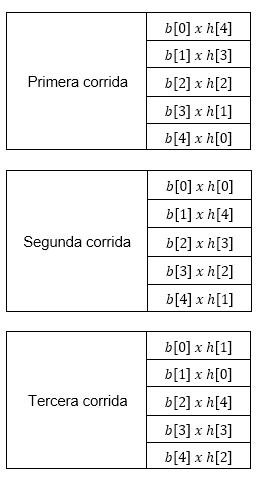 Primera corrida
b[0] x h[4]
b[1] x h[3]
b[2] x h[2]
b[3] x h[1]
b[4] x h[0]
Segunda corrida
b[0] x h[0]
b[1] x h[4]
b[2] x h[3]
b[3] x h[2]
b[4] x h[1]
Tercera corrida
b[0] x h[1]
b[1] x h[0]
b[2] x h[4]
b[3] x h[3]
b[4] x h[2]